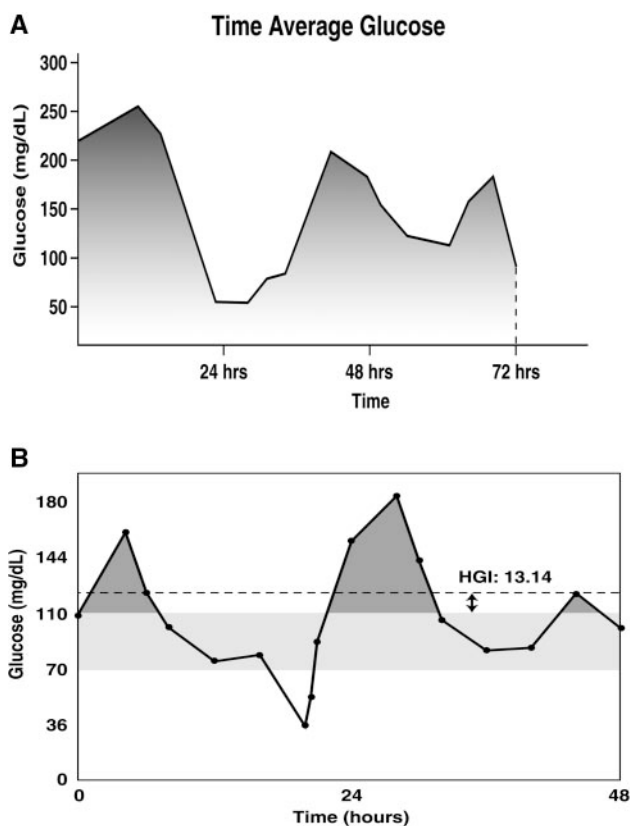 A
Time Average Glucose
Glucose (mg/dL)
300
250
200
150
100
50
24 hrs
48 hrs
72 hrs
Time
B
Glucose (mg/dL)
180
144
110
70
36
0
HGI: 13.14
0
24
48
Time (hours)